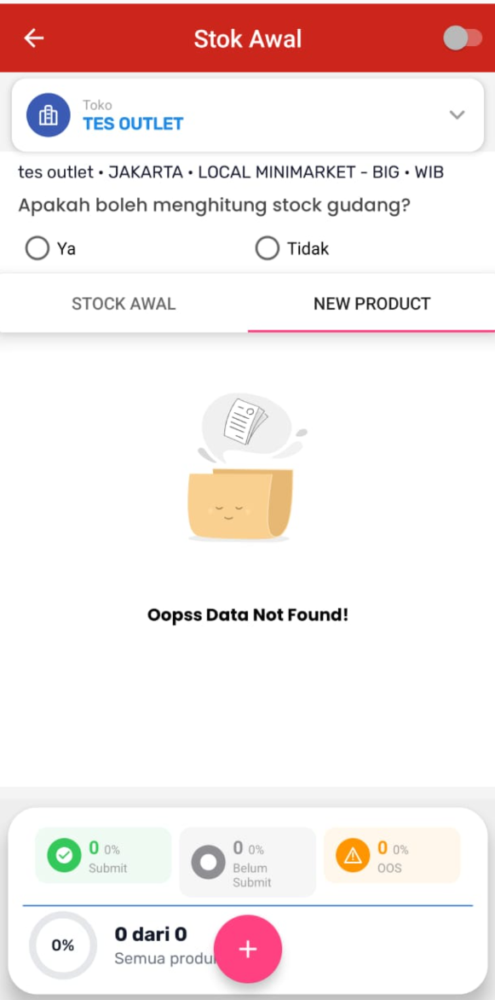 Stok Awal
Toko
TES OUTLET
tes outlet • JAKARTA • LOCAL MINIMARKET - BIG • WIB
Apakah boleh menghitung stock gudang?
Ya
Tidak
STOCK AWAL
NEW PRODUCT
Oopss Data Not Found!
0 0%
Submit
0 0%
Belum
Submit
0 0%
OOS
0%
0 dari 0
Semua
+